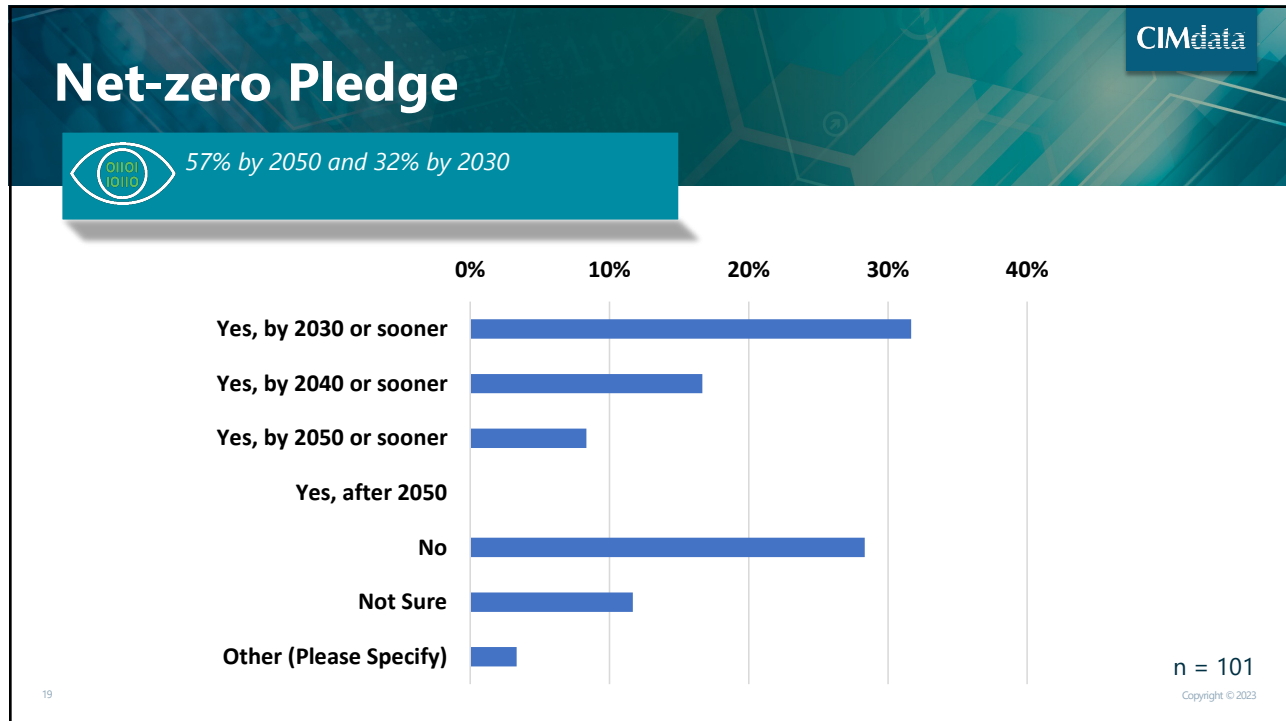 CIMdata
Net-zero Pledge
01101
10110
57% by 2050 and 32% by 2030
0% 10% 20% 30% 40%
Yes, by 2030 or sooner
Yes, by 2040 or sooner
Yes, by 2050 or sooner
Yes, after 2050
No
Not Sure
Other (Please Specify)
n = 101
19
Copyright © 2023